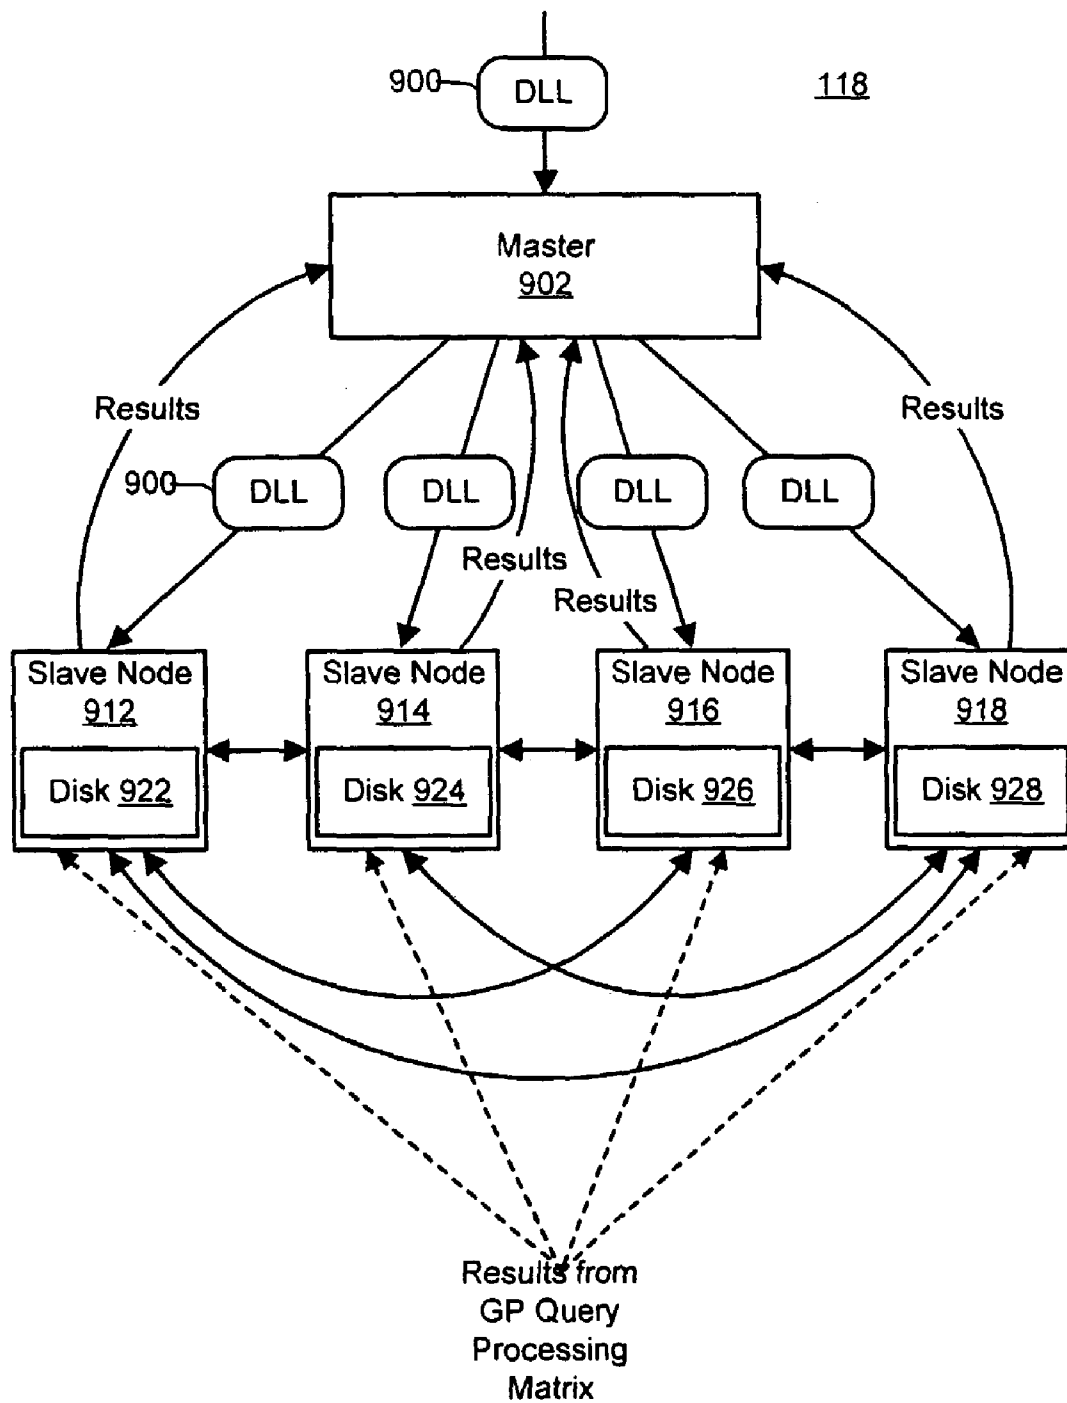 900
DLL
118
Master
902
Results
Results
900
DLL
DLL
DLL
DLL
Results
Results
Slave Node
912
Disk 922
Slave Node
914
Disk 924
Slave Node
916
Disk 926
Slave Node
918
Disk 928
Results from
GP Query
Processing
Matrix